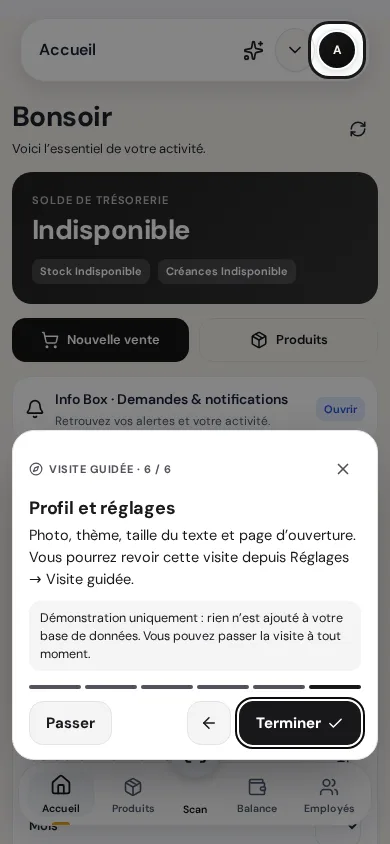 Accueil
A
Bonsoir
Voici l’essentiel de votre activité.
SOLDE DE TRÉSORERIE
Indisponible
Stock Indisponible
Créances Indisponible
Nouvelle vente
Produits
Info Box · Demandes & notifications
Retrouvez vos alertes et votre activité.
Ouvrir
VISITE GUIDÉE · 6 / 6
Profil et réglages
Photo, thème, taille du texte et page d’ouverture.
Vous pourrez revoir cette visite depuis Réglages
→ Visite guidée.
Démonstration uniquement : rien n’est ajouté à votre
base de données. Vous pouvez passer la visite à tout
moment.
Passer
Terminer
Accueil
Produits
Scan
Balance
Employés
Mois